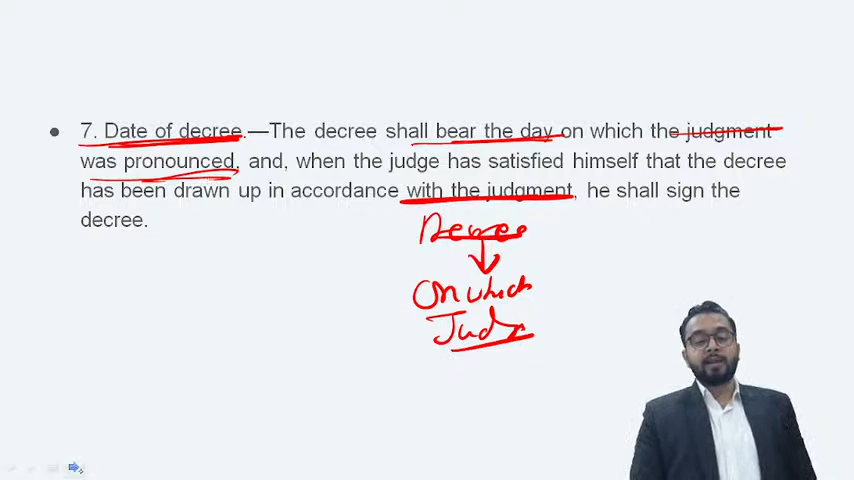 ● 7. Date of decree.—The decree shall bear the day on which the judgment
was pronounced, and, when the judge has satisfied himself that the decree
has been drawn up in accordance with the judgment, he shall sign the
decree.
Decree
On which
Judg